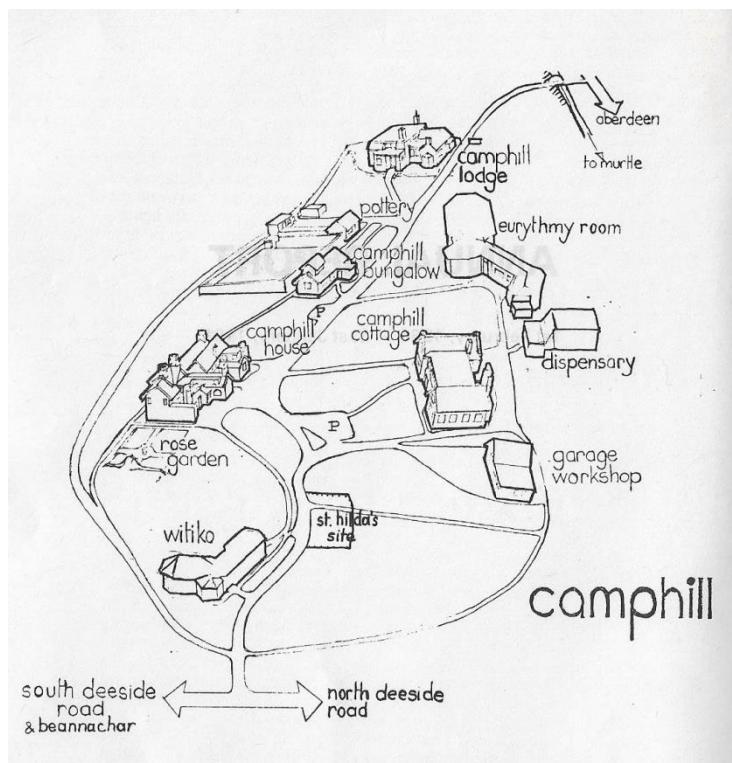 aberdeen
to murtle
camphill
lodge
eurythmy room
pottery
camphill
bungalow
P
camphill
cottage
camphill
house
dispensary
P
rose
garden
garage
workshop
st. hilda's
site
witiko
camphill
south deeside
road
& beannachar
north deeside
road